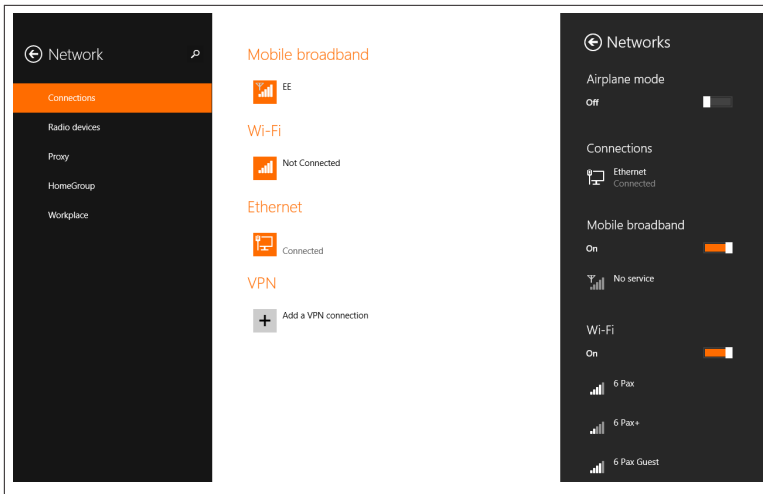 Network
Connections
Radio devices
Proxy
HomeGroup
Workplace
Mobile broadband
EE
Wi-Fi
Not Connected
Ethernet
Connected
VPN
Add a VPN connection
Networks
Airplane mode
Off
Connections
Ethernet
Connected
Mobile broadband
On
No service
Wi-Fi
On
6 Pax
6 Pax+
6 Pax Guest